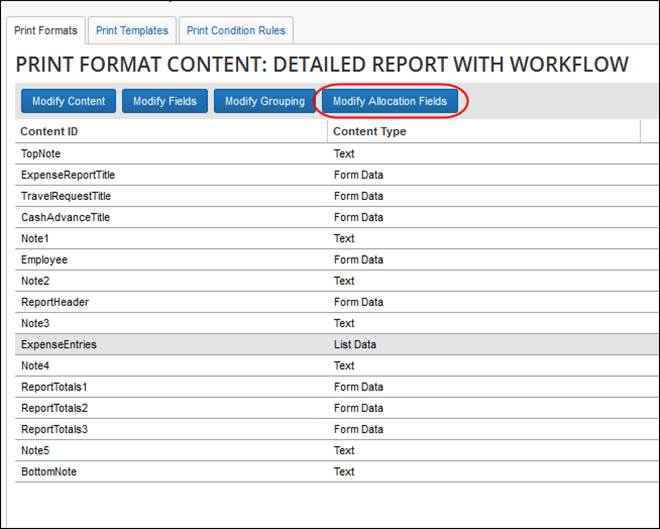 Print Formats Print Templates Print Condition Rules
PRINT FORMAT CONTENT: DETAILED REPORT WITH WORKFLOW
Modify Content Modify Fields Modify Grouping Modify Allocation Fields
Content ID Content Type
TopNote Text
ExpenseReportTitle Form Data
TravelRequestTitle Form Data
CashAdvanceTitle Form Data
Note1 Text
Employee Form Data
Note2 Text
ReportHeader Form Data
Note3 Text
ExpenseEntries List Data
Note4 Text
ReportTotals1 Form Data
ReportTotals2 Form Data
ReportTotals3 Form Data
Note5 Text
BottomNote Text